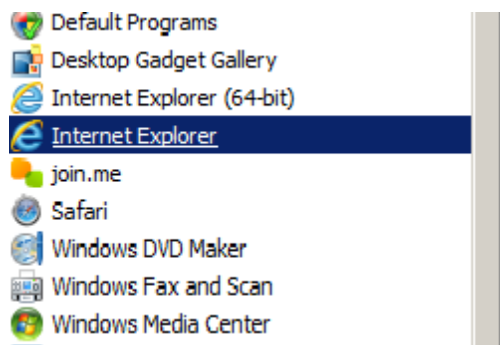 Default Programs
Desktop Gadget Gallery
Internet Explorer (64-bit)
Internet Explorer
join.me
Safari
Windows DVD Maker
Windows Fax and Scan
Windows Media Center